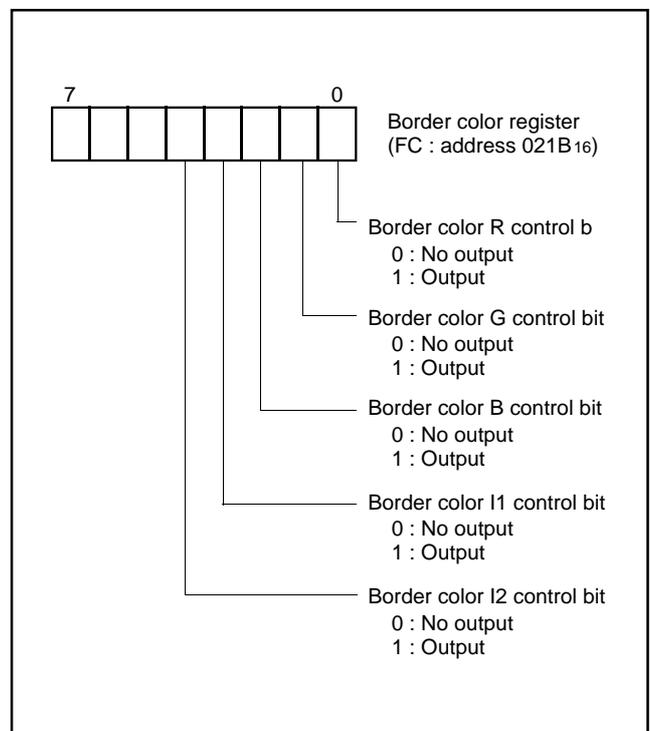 7 0
Border color register
(FC : address 021B16)
Border color R control b
0 : No output
1 : Output
Border color G control bit
0 : No output
1 : Output
Border color B control bit
0 : No output
1 : Output
Border color I1 control bit
0 : No output
1 : Output
Border color I2 control bit
0 : No output
1 : Output